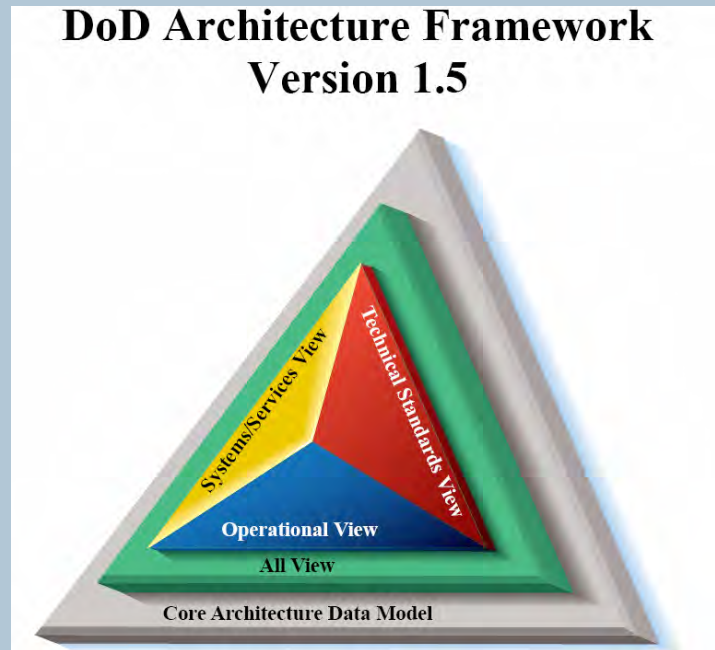 DoD Architecture Framework
Version 1.5
Systems/Services View
Technical Standards View
Operational View
All View
Core Architecture Data Model